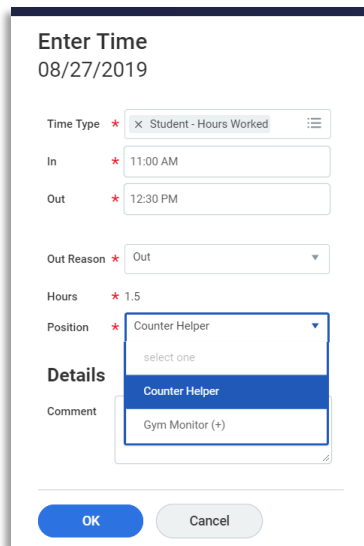 Enter Time
08/27/2019
Time Type * × Student - Hours Worked
In * 11:00 AM
Out * 12:30 PM
Out Reason * Out
Hours * 1.5
Position * Counter Helper
select one
Details
Counter Helper
Comment
Gym Monitor (+)
OK Cancel